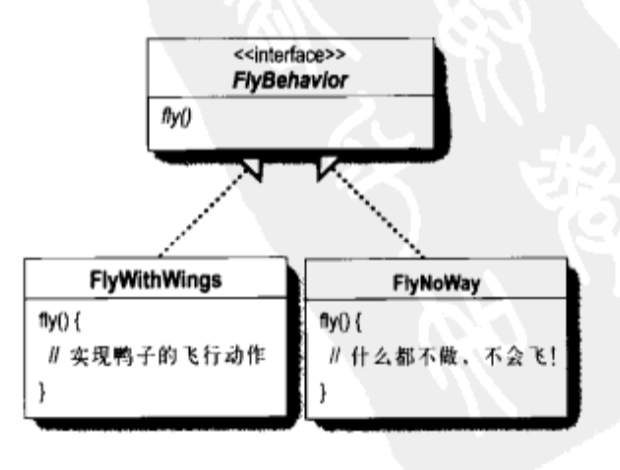 <<interface>>
FlyBehavior
fly()
FlyWithWings
fly() {
// 实现鸭子的飞行动作
}
FlyNoWay
fly() {
// 什么都不做、不会飞!
}